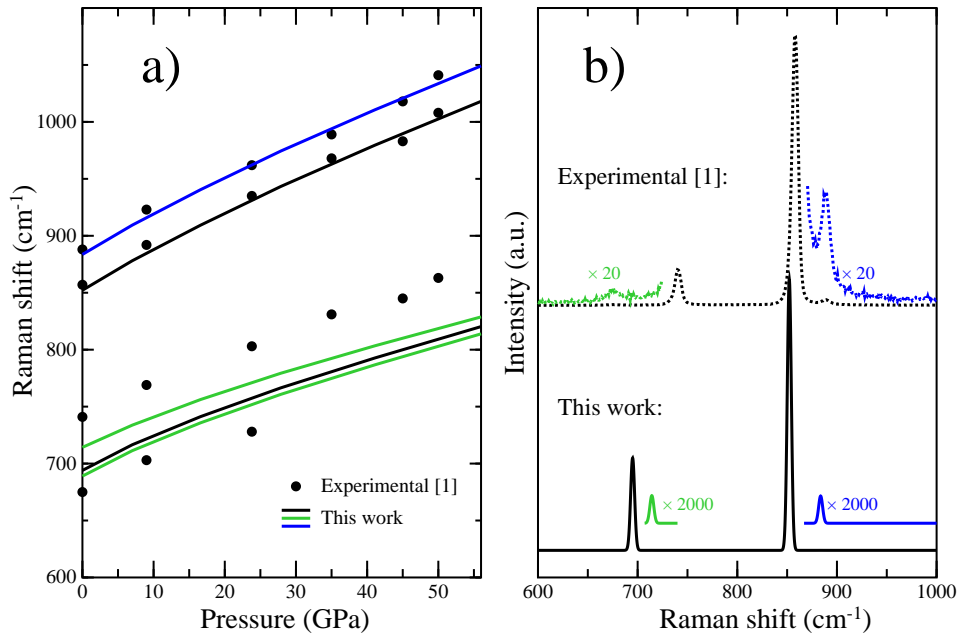 a)
1000
900
800
700
600
Raman shift (cm-1)
0
10
20
30
40
50
Pressure (GPa)
Experimental [1]
This work
b)
Experimental [1]:
× 20
× 20
This work:
× 2000
× 2000
Intensity (a.u.)
600
700
800
900
1000
Raman shift (cm-1)